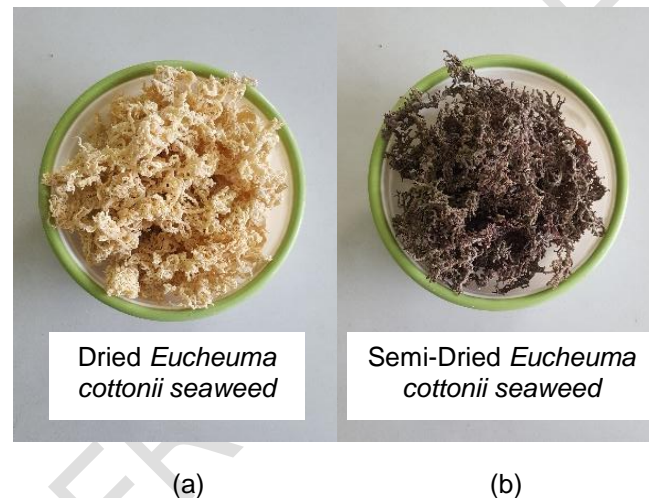 Dried Eucheuma
cottonii seaweed
Semi-Dried Eucheuma
cottonii seaweed
(a)
(b)